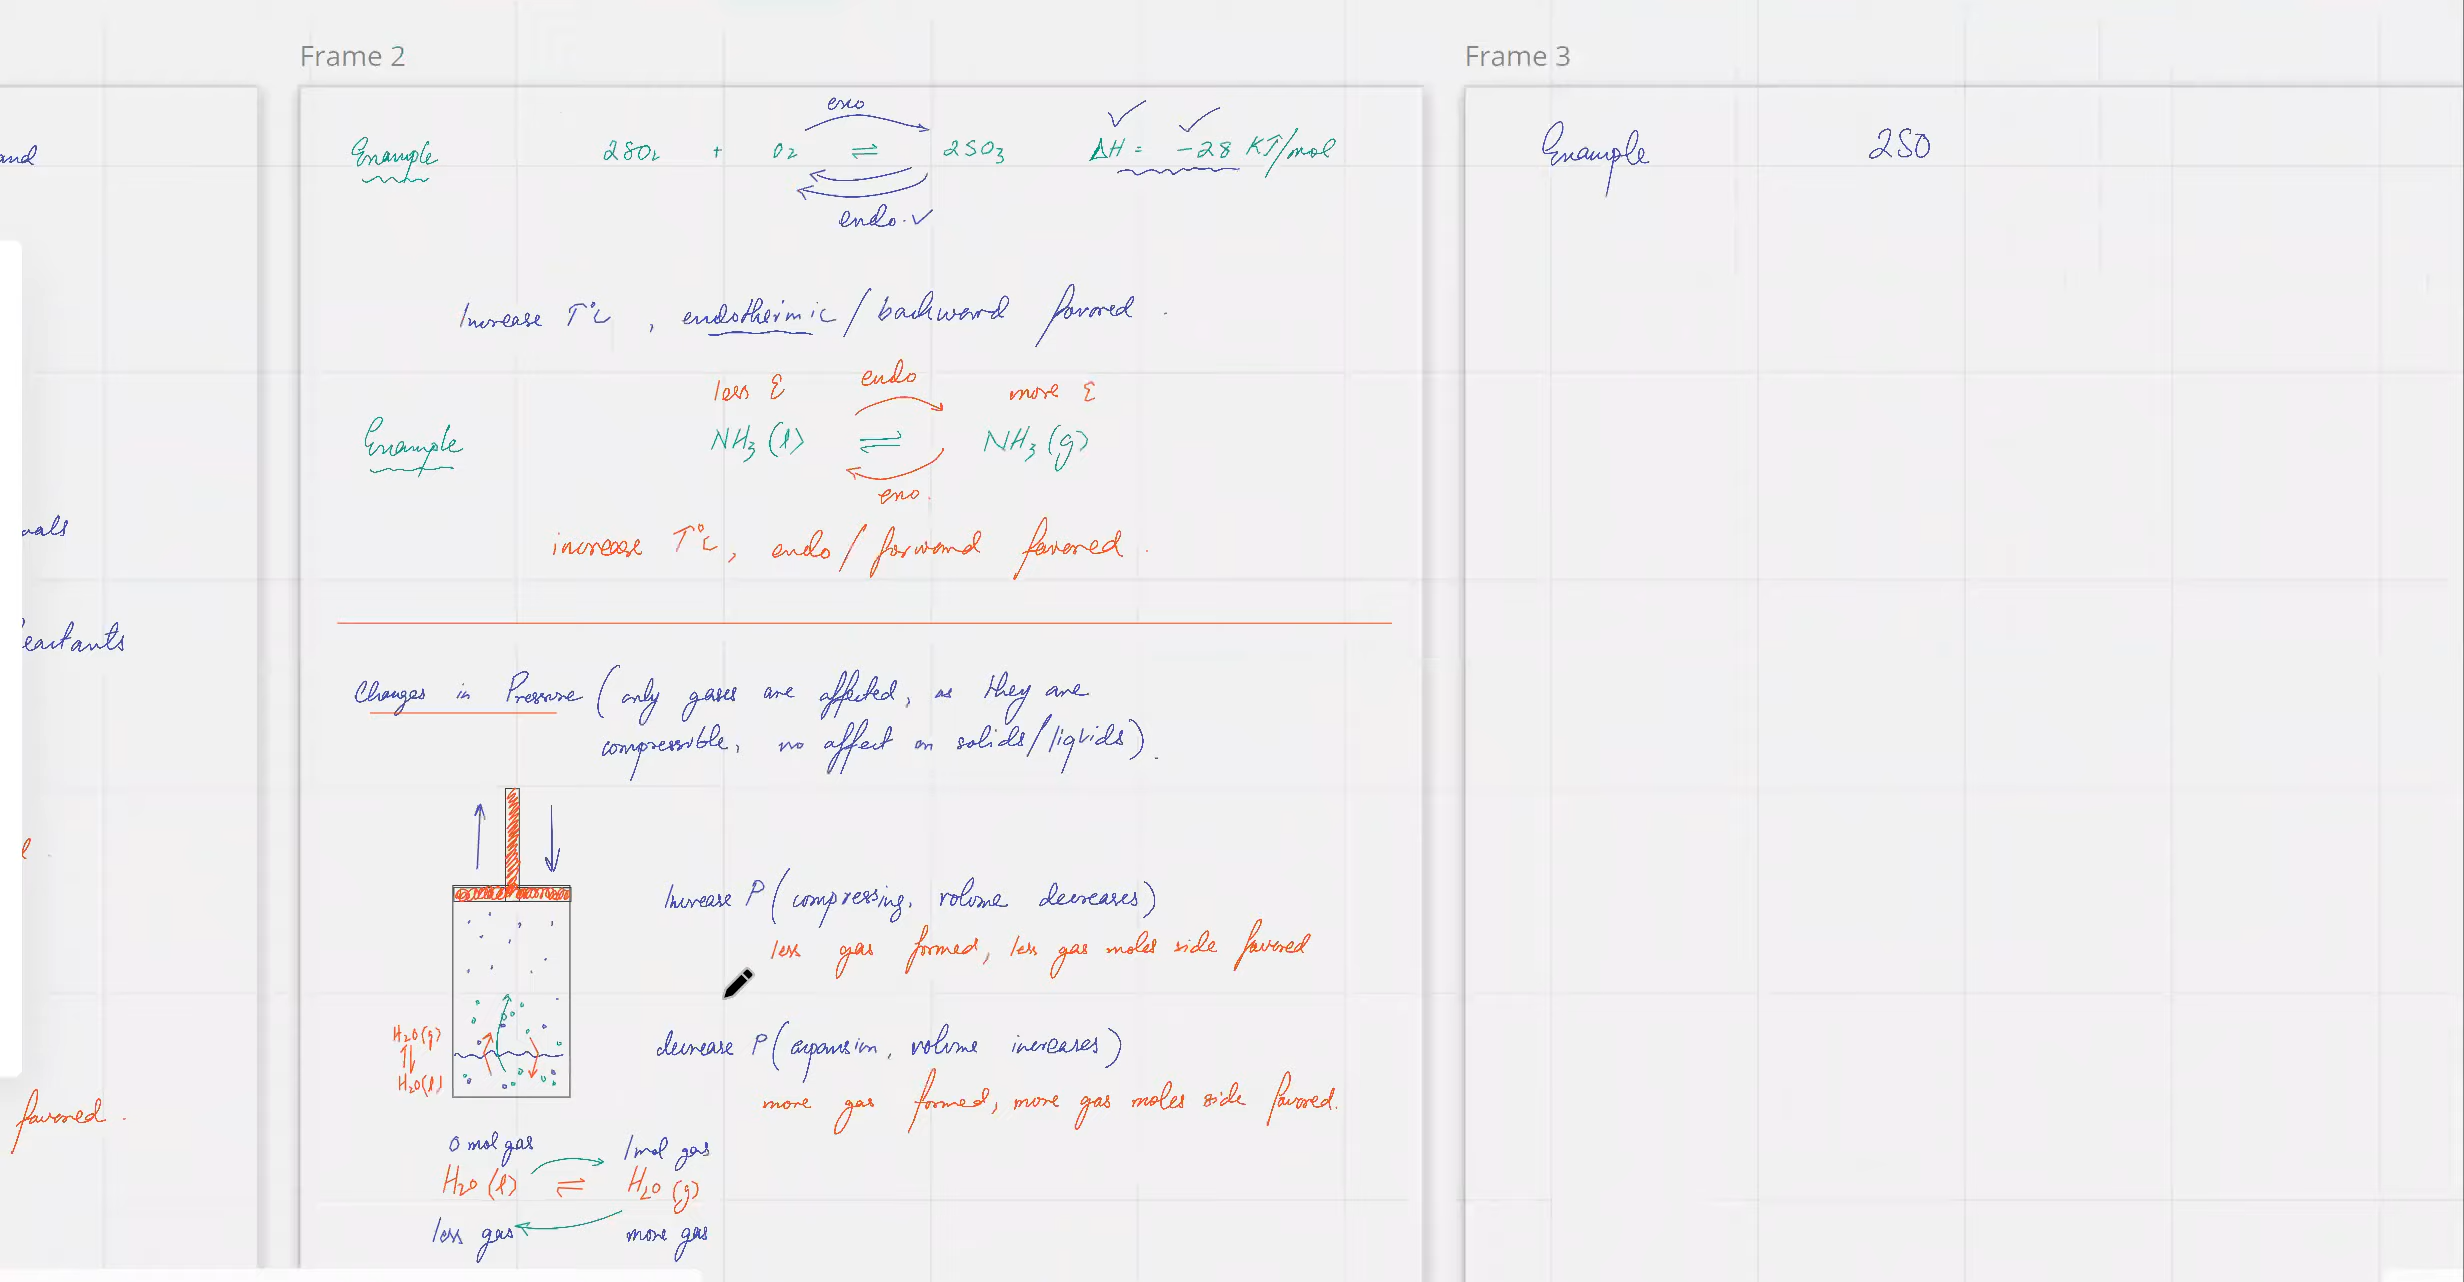 Frame 2
exo
Example 2SO₂ + O₂ ⇌ 2SO₃ ΔH = -28 KJ/mol
endo.
Increase T°C, endothermic/backward favored.
less E endo more E
Example NH₃(l) ⇌ NH₃(g)
exo.
increase T°C, endo/forward favored.
Changes in Pressure (only gases are affected, as they are
compressible, no affect on solids/liquids).
Increase P (compressing, volume decreases)
less gas formed, less gas moles side favored
H₂O(g)
⇅
H₂O(l)
decrease P (expansion, volume increases)
more gas formed, more gas moles side favored.
0 mol gas 1 mol gas
H₂O(l) ⇌ H₂O(g)
less gas more gas
Frame 3
Example 2SO
and
eactants
favored.